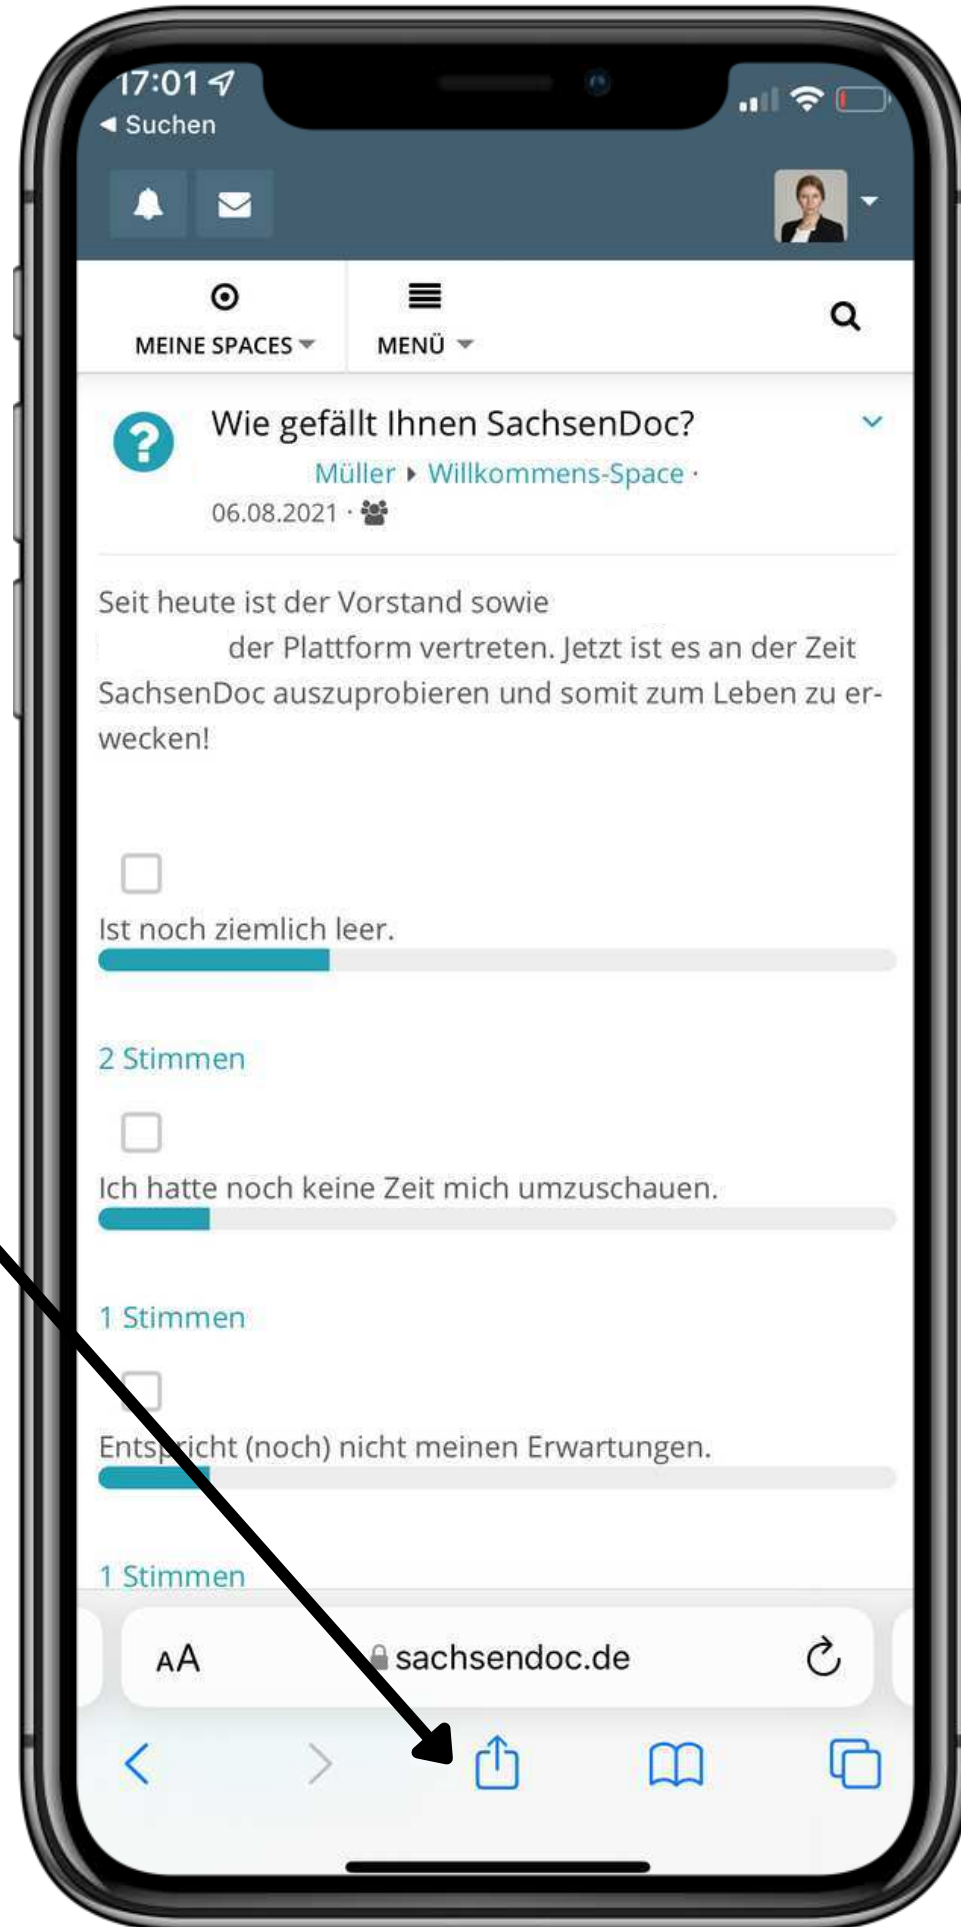 17:01
Suchen
MEINE SPACES
MENÜ
Wie gefällt Ihnen SachsenDoc?
Müller Willkommens-Space ·
06.08.2021 ·
Seit heute ist der Vorstand sowie
der Plattform vertreten. Jetzt ist es an der Zeit
SachsenDoc auszuprobieren und somit zum Leben zu er-
wecken!
Ist noch ziemlich leer.
2 Stimmen
Ich hatte noch keine Zeit mich umzuschauen.
1 Stimmen
Entspricht (noch) nicht meinen Erwartungen.
1 Stimmen
AA
sachsendoc.de